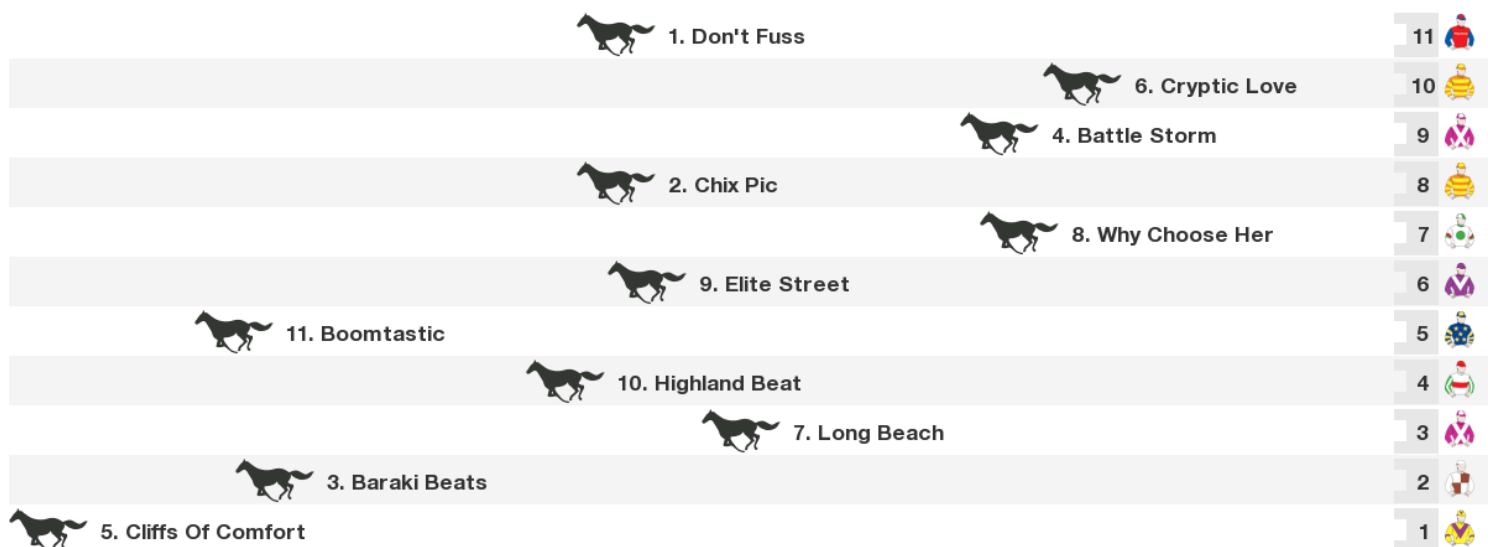 1. Don't Fuss 11
6. Cryptic Love 10
4. Battle Storm 9
2. Chix Pic 8
8. Why Choose Her 7
9. Elite Street 6
11. Boomtastic 5
10. Highland Beat 4
7. Long Beach 3
3. Baraki Beats 2
5. Cliffs Of Comfort 1